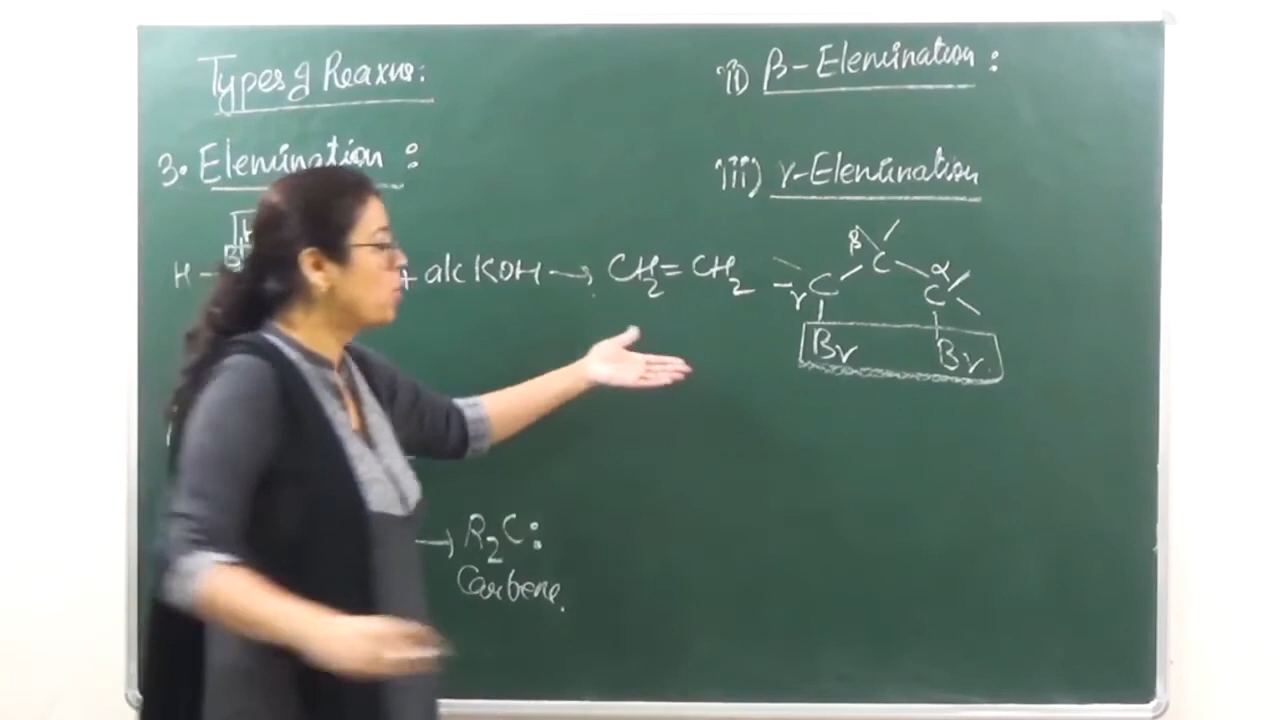 Types of Reaxns:
3. Elemination :
H -
+ alc KOH → CH2 = CH2
→ R2C:
Carbene.
ii) β - Elemination :
iii) γ - Elemination
β
C
γ C
α
C
Br Br